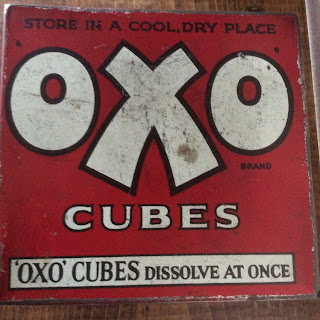 STORE IN A COOL, DRY PLACE
'OXO'
BRAND
CUBES
'OXO' CUBES DISSOLVE AT ONCE